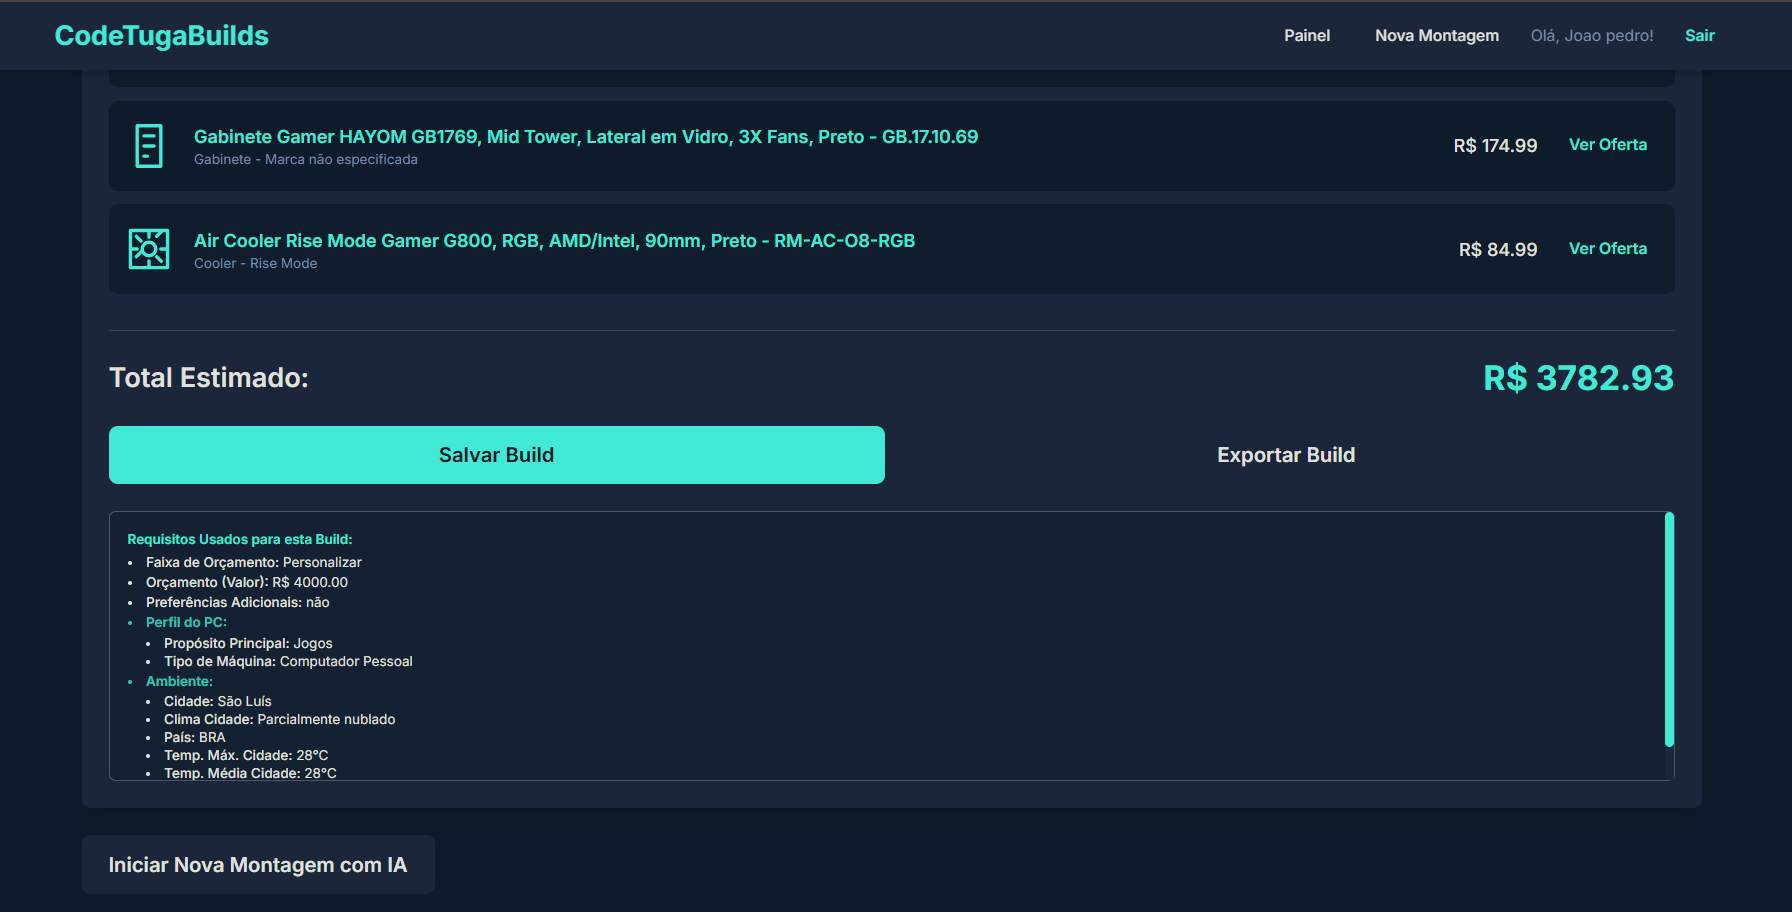 CodeTugaBuilds
Painel
Nova Montagem
Olá, Joao pedro!
Sair
Gabinete Gamer HAYOM GB1769, Mid Tower, Lateral em Vidro, 3X Fans, Preto - GB.17.10.69
Gabinete - Marca não especificada
R$ 174.99
Ver Oferta
Air Cooler Rise Mode Gamer G800, RGB, AMD/Intel, 90mm, Preto - RM-AC-O8-RGB
Cooler - Rise Mode
R$ 84.99
Ver Oferta
Total Estimado:
R$ 3782.93
Salvar Build
Exportar Build
Requisitos Usados para esta Build:
• Faixa de Orçamento: Personalizar
• Orçamento (Valor): R$ 4000.00
• Preferências Adicionais: não
• Perfil do PC:
• Propósito Principal: Jogos
• Tipo de Máquina: Computador Pessoal
• Ambiente:
• Cidade: São Luís
• Clima Cidade: Parcialmente nublado
• País: BRA
• Temp. Máx. Cidade: 28°C
• Temp. Média Cidade: 28°C
Iniciar Nova Montagem com IA